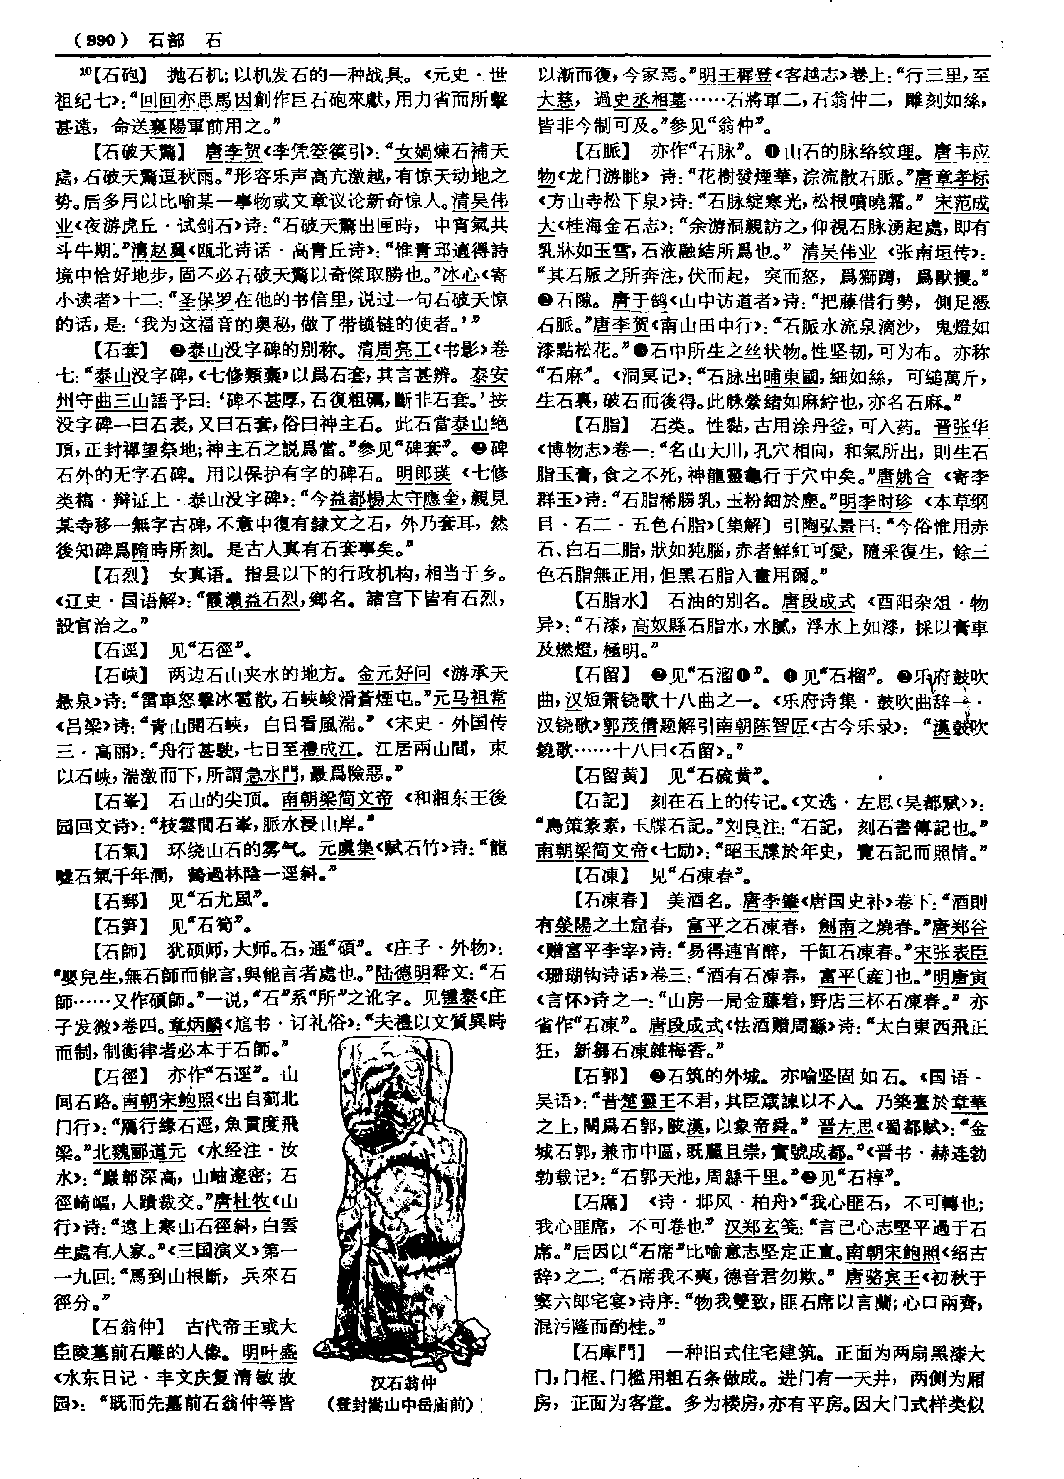 （990） 石部 石
10【石砲】 抛石机；以机发石的一种战具。《元史·世
祖纪七》：“回回亦思馬因創作巨石砲來獻，用力省而所擊
甚遠，命送襄陽軍前用之。”
【石破天驚】 唐李贺《李凭箜篌引》：“女媧煉石補天
處，石破天驚逗秋雨。”形容乐声高亢激越，有惊天动地之
势。后多用以比喻某一事物或文章议论新奇惊人。清吴伟
业《夜游虎丘·试剑石》诗：“石破天驚出匣時，中宵氣共
斗牛期。”清赵翼《瓯北诗话·高青丘诗》：“惟青邱適得詩
境中恰好地步，固不必石破天驚以奇傑取勝也。”冰心《寄
小读者》十二：“圣保罗在他的书信里，说过一句石破天惊
的话，是：‘我为这福音的奥秘，做了带锁链的使者。’”
【石套】 ❶泰山没字碑的别称。清周亮工《书影》卷
七：“泰山没字碑，《七修類藁》以爲石套，其言甚辨。泰安
州守曲三山語予曰：‘碑不甚厚，石復粗礪，斷非石套。’按
没字碑一曰石表，又曰石套，俗曰神主石。此石當泰山絶
頂，正封禪望祭地；神主石之説爲當。”参见“碑套”。❷碑
石外的无字石碑。用以保护有字的碑石。明郎瑛《七修
类稿·辩证上·泰山没字碑》：“今益都楊太守應奎，親見
某寺移一無字古碑，不意中復有隸文之石，外乃套耳，然
後知碑爲隋時所刻。是古人真有石套事矣。”
【石烈】 女真语。指县以下的行政机构，相当于乡。
《辽史·国语解》：“霞瀨益石烈，鄉名。諸宫下皆有石烈，
設官治之。”
【石逕】 见“石徑”。
【石峽】 两边石山夹水的地方。金元好问《游承天
悬泉》诗：“雷車怒擊冰雹散，石峽峻滑蒼煙屯。”元马祖常
《吕梁》诗：“青山開石峽，白日看風湍。”《宋史·外国传
三·高丽》：“舟行甚駛，七日至禮成江。江居兩山間，束
以石峽，湍激而下，所謂急水門，最爲險惡。”
【石峯】 石山的尖顶。南朝梁简文帝《和湘东王後
园回文诗》：“枝雲間石峯，脈水浸山岸。”
【石氣】 环绕山石的雾气。元虞集《赋石竹》诗：“龍
噓石氣千年潤，鶴過林陰一逕斜。”
【石郵】 见“石尤風”。
【石笋】 见“石筍”。
【石師】 犹硕师，大师。石，通“碩”。《庄子·外物》：
“嬰兒生，無石師而能言，與能言者處也。”陆德明释文：“石
師……又作碩師。”一说，“石”系“所”之讹字。见锺泰《庄
子发微》卷四。章炳麟《訄书·订礼俗》：“夫禮以文質異時
而制，制衡律者必本于石師。”
【石徑】 亦作“石逕”。山
间石路。南朝宋鲍照《出自蓟北
门行》：“鴈行緣石逕，魚貫度飛
梁。”北魏郦道元《水经注·汝
水》：“巖鄣深高，山岫邃密；石
徑崎嶇，人蹟裁交。”唐杜牧《山
行》诗：“遠上寒山石徑斜，白雲
生處有人家。”《三国演义》第一
一九回：“馬到山根斷，兵來石
徑分。”
【石翁仲】 古代帝王或大
臣陵墓前石雕的人像。明叶盛
《水东日记·丰文庆复清敏故
园》：“既而先墓前石翁仲等皆
汉石翁仲
（登封嵩山中岳庙前）
以漸而復，今家焉。”明王穉登《客越志》卷上：“行三里，至
大慈，過史丞相墓……石將軍二，石翁仲二，雕刻如絲，
皆非今制可及。”参见“翁仲”。
【石脈】 亦作“石脉”。❶山石的脉络纹理。唐韦应
物《龙门游眺》诗：“花樹發煙華，淙流散石脈。”唐章孝标
《方山寺松下泉》诗：“石脉綻寒光，松根噴曉霜。”宋范成
大《桂海金石志》：“余游洞親訪之，仰視石脉湧起處，即有
乳牀如玉雪，石液融結所爲也。”清吴伟业《张南垣传》：
“其石脈之所奔注，伏而起，突而怒，爲獅蹲，爲獸攫。”
❷石隙。唐于鹄《山中访道者》诗：“把藤借行勢，側足憑
石脈。”唐李贺《南山田中行》：“石脈水流泉滴沙，鬼燈如
漆點松花。”❸石中所生之丝状物。性坚韧，可为布。亦称
“石麻”。《洞冥记》：“石脉出晡東國，細如絲，可縋萬斤，
生石裏，破石而後得。此脉縈緒如麻紵也，亦名石麻。”
【石脂】 石类。性黏，古用涂丹釜，可入药。晋张华
《博物志》卷一：“名山大川，孔穴相向，和氣所出，則生石
脂玉膏，食之不死，神龍靈龜行于穴中矣。”唐姚合《寄李
群玉》诗：“石脂稀勝乳，玉粉細於塵。”明李时珍《本草纲
目·石二·五色石脂》〔集解〕引陶弘景曰：“今俗惟用赤
石、白石二脂，狀如㹠腦，赤者鮮紅可愛，隨采復生，餘三
色石脂無正用，但黑石脂入畫用爾。”
【石脂水】 石油的别名。唐段成式《酉阳杂俎·物
异》：“石漆，高奴縣石脂水，水膩，浮水上如漆，採以膏車
及燃燈，極明。”
【石留】 ❶见“石溜❶”。❷见“石榴”。❸乐府鼓吹
曲，汉短箫铙歌十八曲之一。《乐府诗集·鼓吹曲辞一·
汉铙歌》郭茂倩题解引南朝陈智匠《古今乐录》：“漢鼓吹
鐃歌……十八曰《石留》。”
【石留黄】 见“石硫黄”。
【石記】 刻在石上的传记。《文选·左思〈吴都赋〉》：
“鳥策篆素，玉牒石記。”刘良注：“石記，刻石書傳記也。”
南朝梁简文帝《七励》：“昭玉牒於年史，覽石記而照情。”
【石凍】 见“石凍春”。
【石凍春】 美酒名。唐李肇《唐国史补》卷下：“酒則
有滎陽之土窟春，富平之石凍春，劍南之燒春。”唐郑谷
《赠富平李宰》诗：“易得連宵醉，千缸石凍春。”宋张表臣
《珊瑚钩诗话》卷三：“酒有石凍春，富平〔産〕也。”明唐寅
《言怀》诗之一：“山房一局金藤着，野店三杯石凍春。”亦
省作“石凍”。唐段成式《怯酒赠周繇》诗：“太白東西飛正
狂，新芻石凍雜梅香。”
【石郭】 ❶石筑的外城。亦喻坚固如石。《国语·
吴语》：“昔楚靈王不君，其臣箴諫以不入。乃築臺於章華
之上，闕爲石郭，陂漢，以象帝舜。”晋左思《蜀都赋》：“金
城石郭，兼市中區，既麗且崇，實號成都。”《晋书·赫连勃
勃载记》：“石郭天池，周緜千里。”❷见“石椁”。
【石席】 《诗·邶风·柏舟》“我心匪石，不可轉也；
我心匪席，不可卷也”汉郑玄笺：“言己心志堅平過于石
席。”后因以“石席”比喻意志坚定正直。南朝宋鲍照《绍古
辞》之二：“石席我不爽，德音君勿欺。”唐骆宾王《初秋于
窦六郎宅宴》诗序：“物我雙致，匪石席以言蘭；心口兩齊，
混污隆而酌桂。”
【石庫門】 一种旧式住宅建筑。正面为两扇黑漆大
门，门框、门槛用粗石条做成。进门有一天井，两侧为厢
房，正面为客堂。多为楼房，亦有平房。因大门式样类似